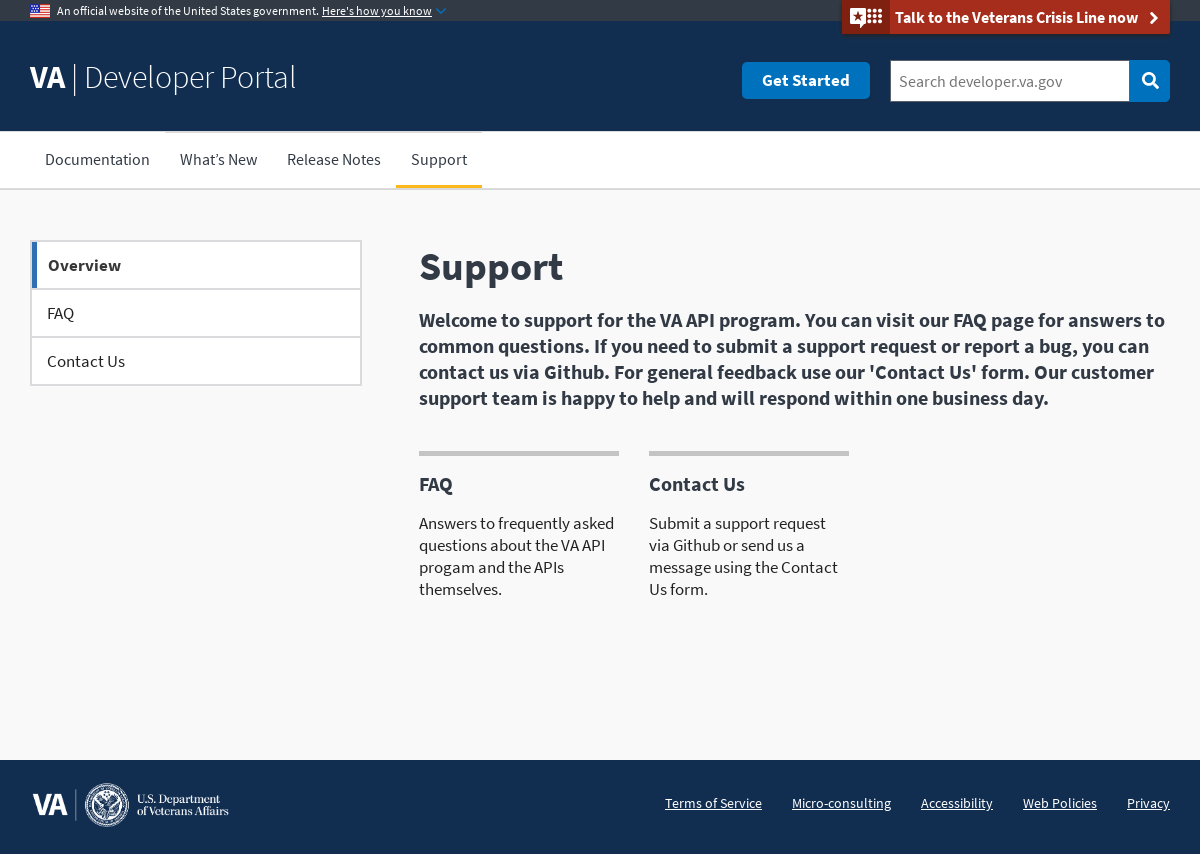 An official website of the United States government. Here's how you know
Talk to the Veterans Crisis Line now
VA | Developer Portal
Get Started
Search developer.va.gov
Documentation
What's New
Release Notes
Support
Overview
FAQ
Contact Us
Support
Welcome to support for the VA API program. You can visit our FAQ page for answers to
common questions. If you need to submit a support request or report a bug, you can
contact us via Github. For general feedback use our 'Contact Us' form. Our customer
support team is happy to help and will respond within one business day.
FAQ
Answers to frequently asked
questions about the VA API
progam and the APIs
themselves.
Contact Us
Submit a support request
via Github or send us a
message using the Contact
Us form.
VA
U.S. Department
of Veterans Affairs
Terms of Service
Micro-consulting
Accessibility
Web Policies
Privacy